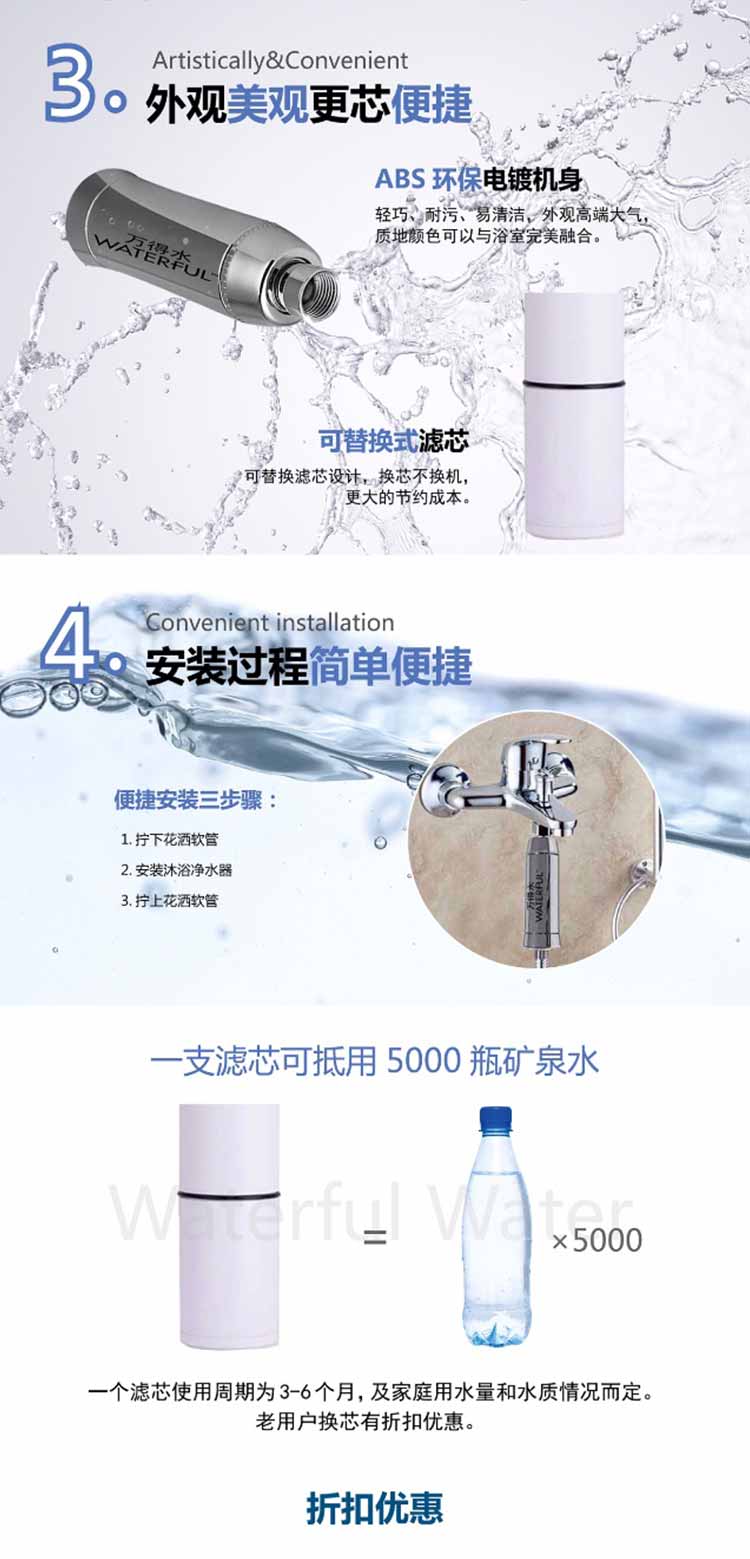 3.
Artistically&Convenient
外观美观更芯便捷
ABS 环保电镀机身
轻巧、耐污、易清洁，外观高端大气，
质地颜色可以与浴室完美融合。
万得水
WATERFUL
可替换式滤芯
可替换滤芯设计，换芯不换机，
更大的节约成本。
4.
Convenient installation
安装过程简单便捷
便捷安装三步骤：
1. 拧下花洒软管
2. 安装沐浴净水器
3. 拧上花洒软管
万得水
WATERFUL
一支滤芯可抵用 5000 瓶矿泉水
Waterful Water
= ×5000
一个滤芯使用周期为 3-6 个月，及家庭用水量和水质情况而定。
老用户换芯有折扣优惠。
折扣优惠